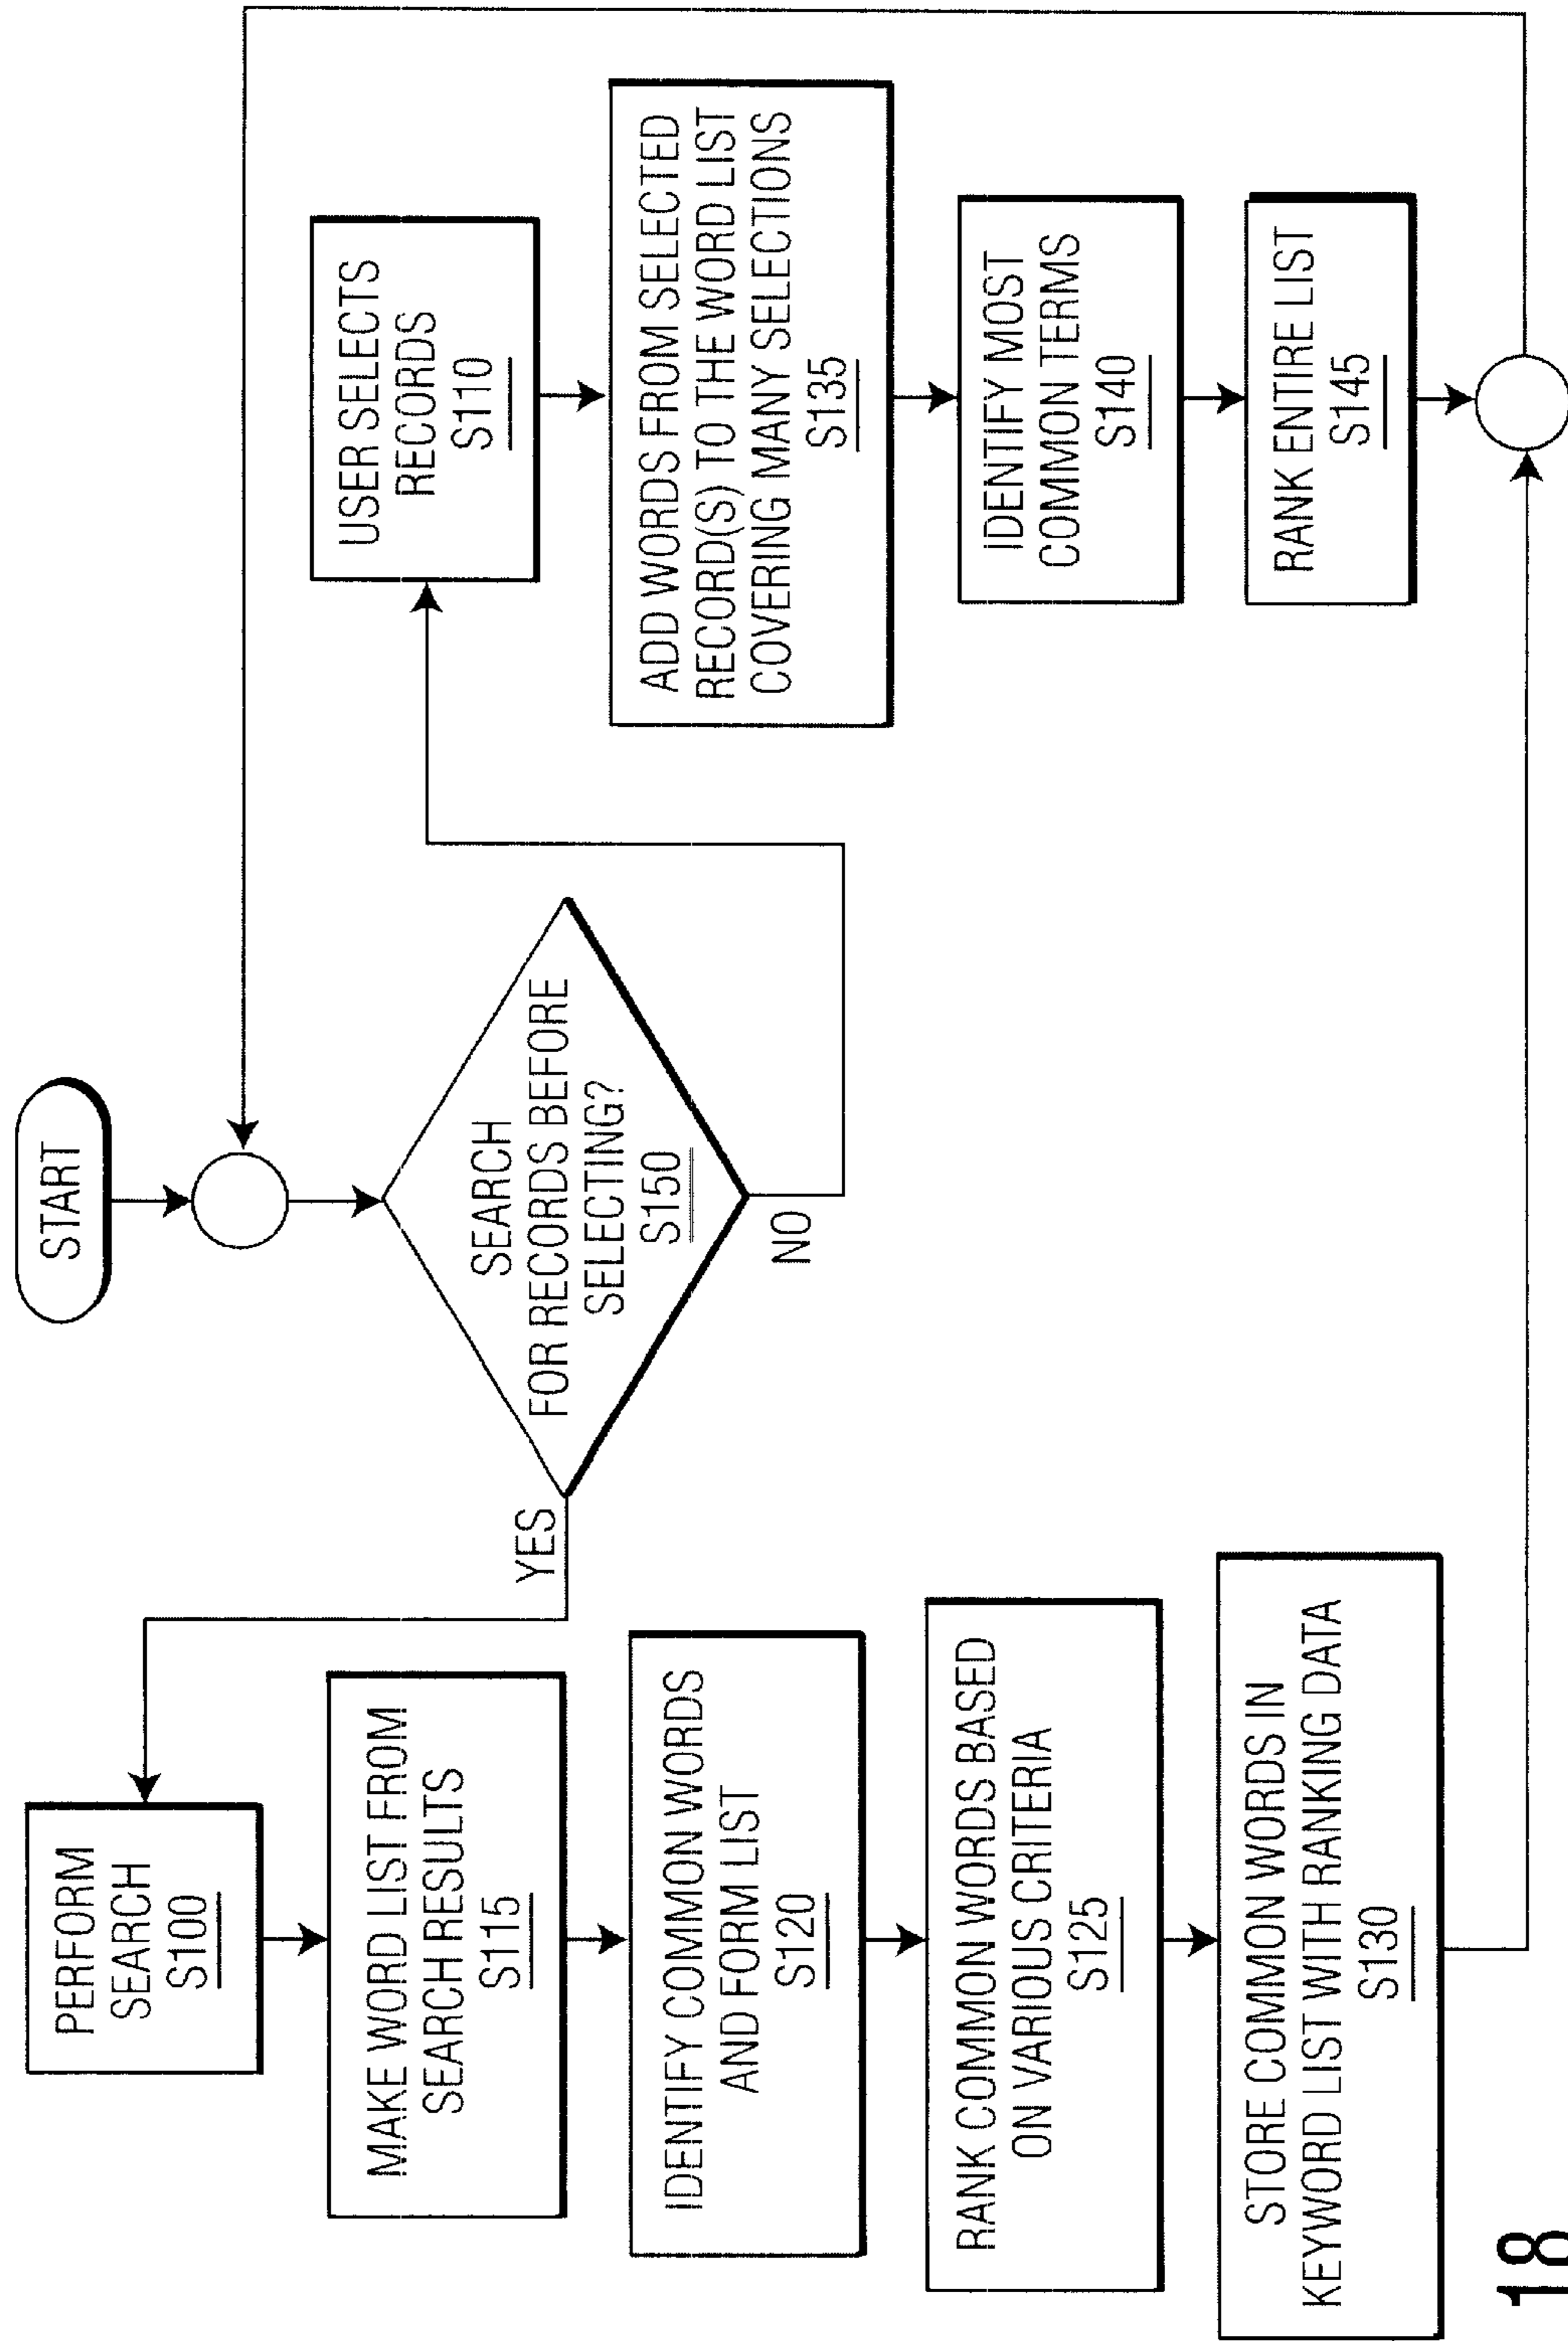 START
SEARCH
FOR RECORDS BEFORE
SELECTING?
S150
YES
NO
PERFORM
SEARCH
S100
MAKE WORD LIST FROM
SEARCH RESULTS
S115
IDENTIFY COMMON WORDS
AND FORM LIST
S120
RANK COMMON WORDS BASED
ON VARIOUS CRITERIA
S125
STORE COMMON WORDS IN
KEYWORD LIST WITH RANKING DATA
S130
USER SELECTS
RECORDS
S110
ADD WORDS FROM SELECTED
RECORD(S) TO THE WORD LIST
COVERING MANY SELECTIONS
S135
IDENTIFY MOST
COMMON TERMS
S140
RANK ENTIRE LIST
S145
18